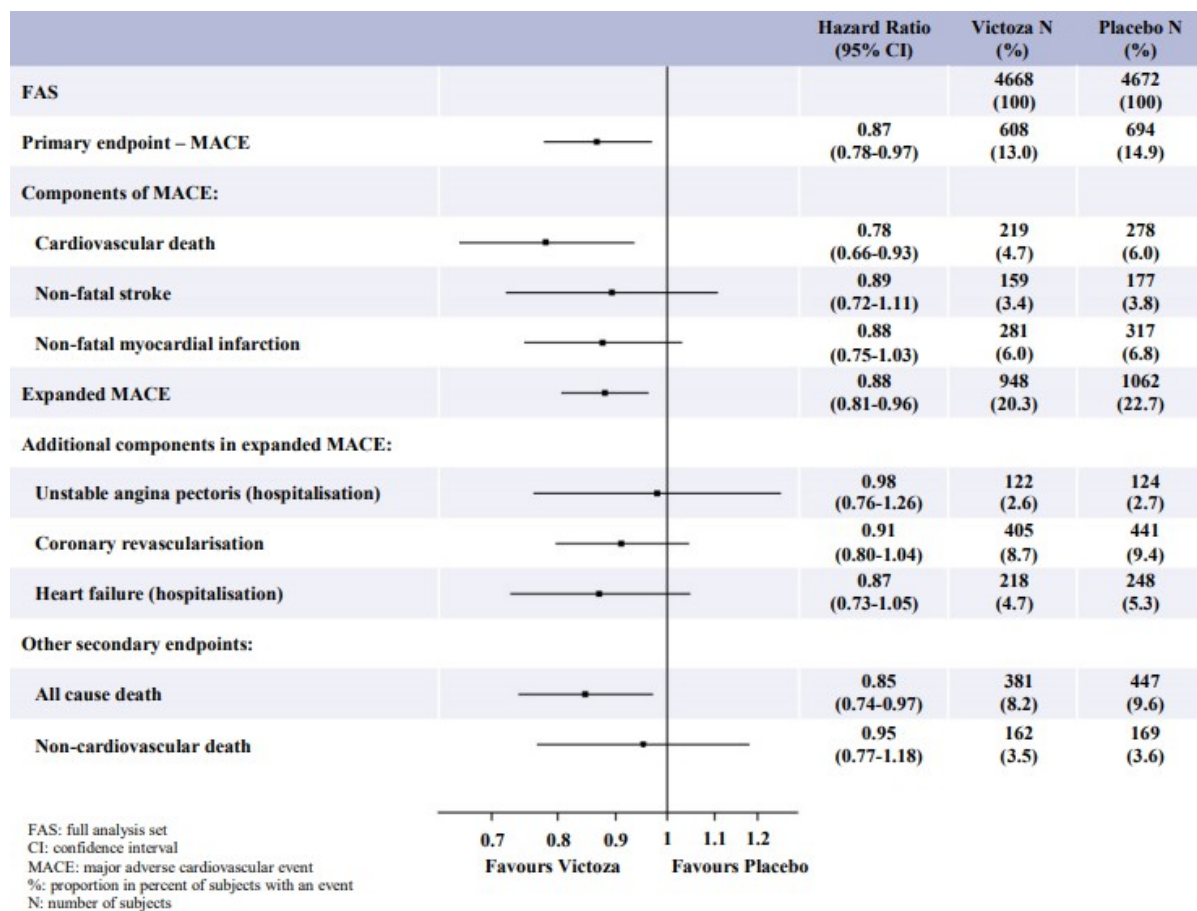 Hazard Ratio Victoza N Placebo N
(95% CI) (%) (%)
FAS 4668 4672
(100) (100)
Primary endpoint – MACE 0.87 608 694
(0.78-0.97) (13.0) (14.9)
Components of MACE:
Cardiovascular death 0.78 219 278
(0.66-0.93) (4.7) (6.0)
Non-fatal stroke 0.89 159 177
(0.72-1.11) (3.4) (3.8)
Non-fatal myocardial infarction 0.88 281 317
(0.75-1.03) (6.0) (6.8)
Expanded MACE 0.88 948 1062
(0.81-0.96) (20.3) (22.7)
Additional components in expanded MACE:
Unstable angina pectoris (hospitalisation) 0.98 122 124
(0.76-1.26) (2.6) (2.7)
Coronary revascularisation 0.91 405 441
(0.80-1.04) (8.7) (9.4)
Heart failure (hospitalisation) 0.87 218 248
(0.73-1.05) (4.7) (5.3)
Other secondary endpoints:
All cause death 0.85 381 447
(0.74-0.97) (8.2) (9.6)
Non-cardiovascular death 0.95 162 169
(0.77-1.18) (3.5) (3.6)
0.7 0.8 0.9 1 1.1 1.2
Favours Victoza Favours Placebo
FAS: full analysis set
CI: confidence interval
MACE: major adverse cardiovascular event
%: proportion in percent of subjects with an event
N: number of subjects